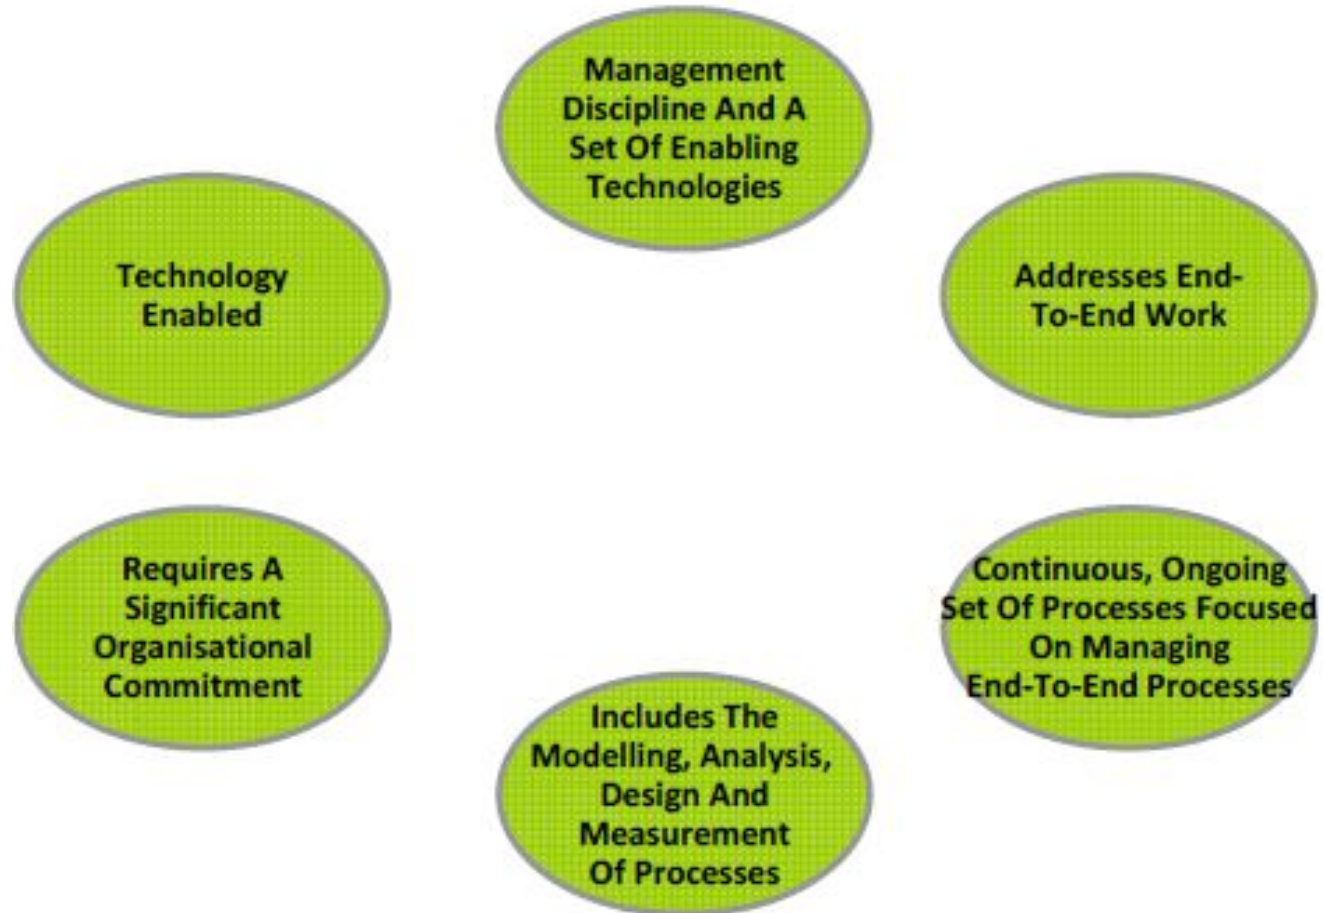 Management
Discipline And A
Set Of Enabling
Technologies
Technology
Enabled
Addresses End-
To-End Work
Requires A
Significant
Organisational
Commitment
Continuous, Ongoing
Set Of Processes Focused
On Managing
End-To-End Processes
Includes The
Modelling, Analysis,
Design And
Measurement
Of Processes